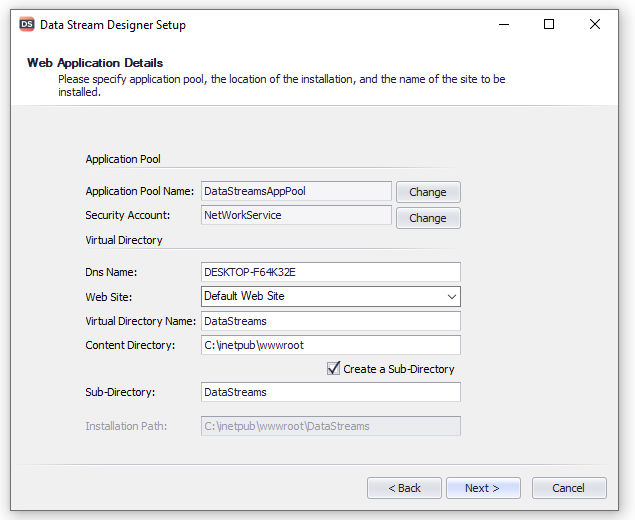 DS Data Stream Designer Setup
Web Application Details
Please specify application pool, the location of the installation, and the name of the site to be
installed.
Application Pool
Application Pool Name: DataStreamsAppPool Change
Security Account: NetWorkService Change
Virtual Directory
Dns Name: DESKTOP-F64K32E
Web Site: Default Web Site
Virtual Directory Name: DataStreams
Content Directory: C:\inetpub\wwwroot
Create a Sub-Directory
Sub-Directory: DataStreams
Installation Path: C:\inetpub\wwwroot\DataStreams
< Back Next > Cancel